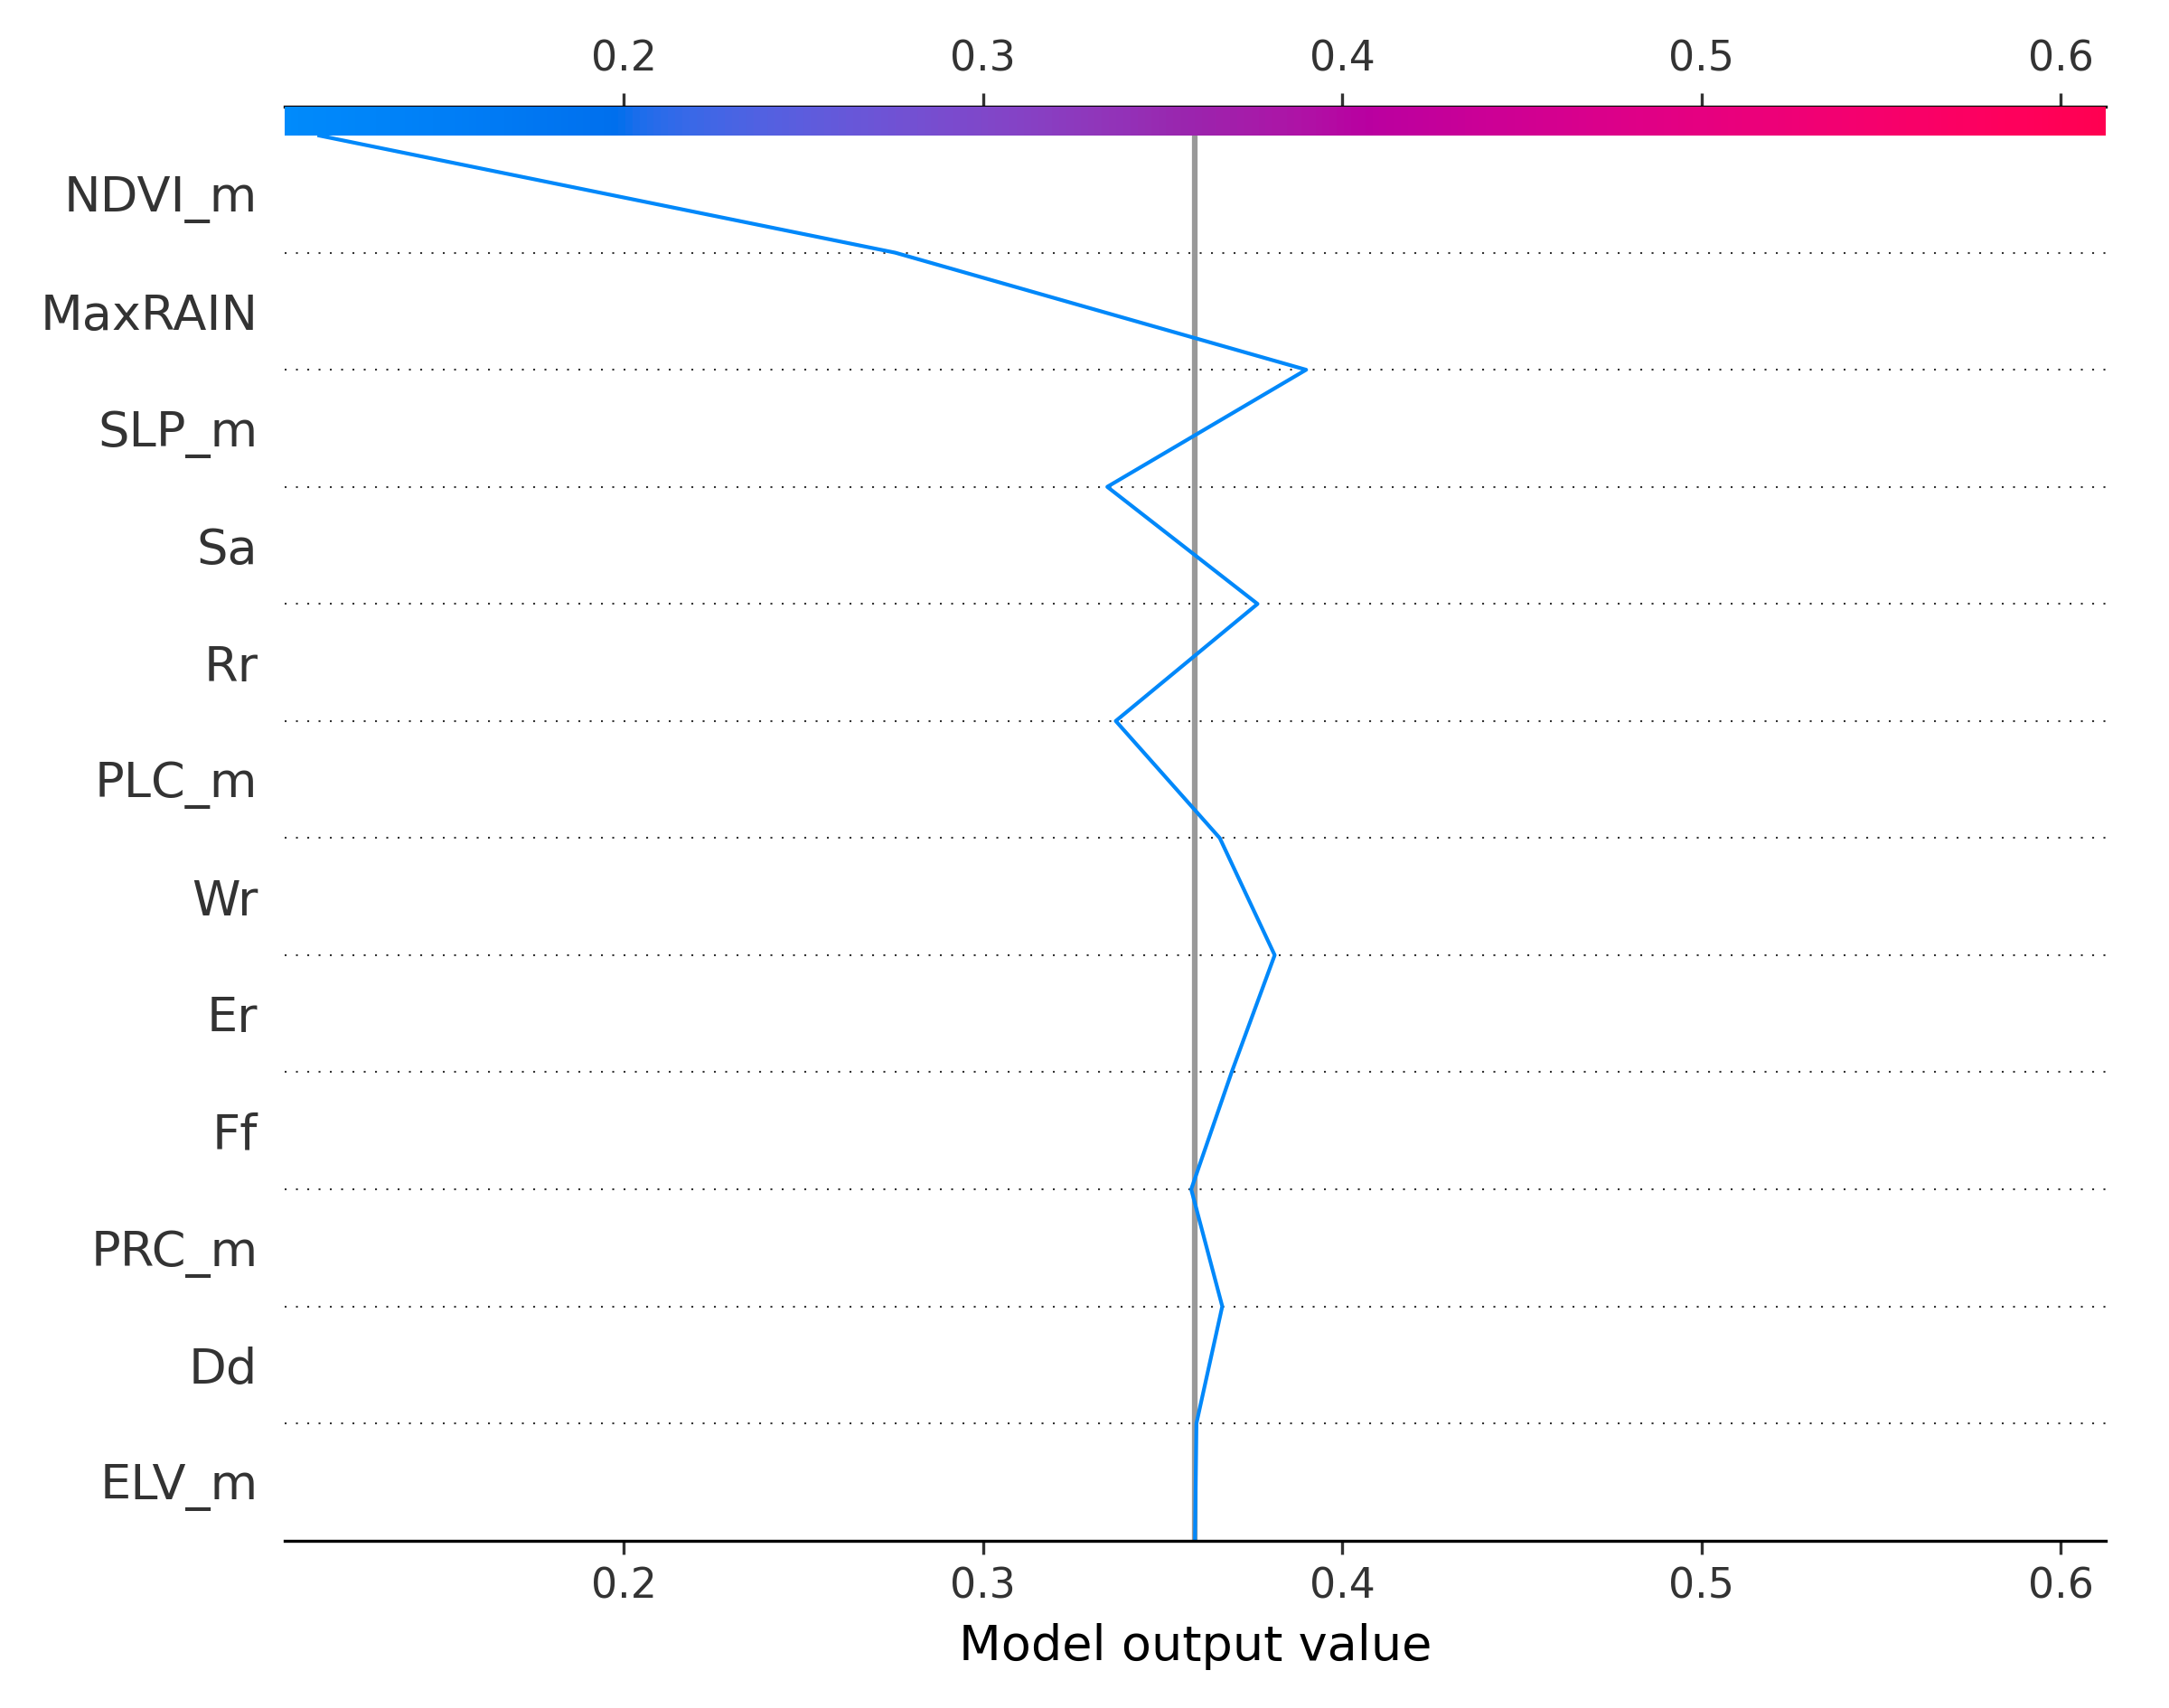 0.2 0.3 0.4 0.5 0.6
NDVI_m
MaxRAIN
SLP_m
Sa
Rr
PLC_m
Wr
Er
Ff
PRC_m
Dd
ELV_m
0.2 0.3 0.4 0.5 0.6
Model output value